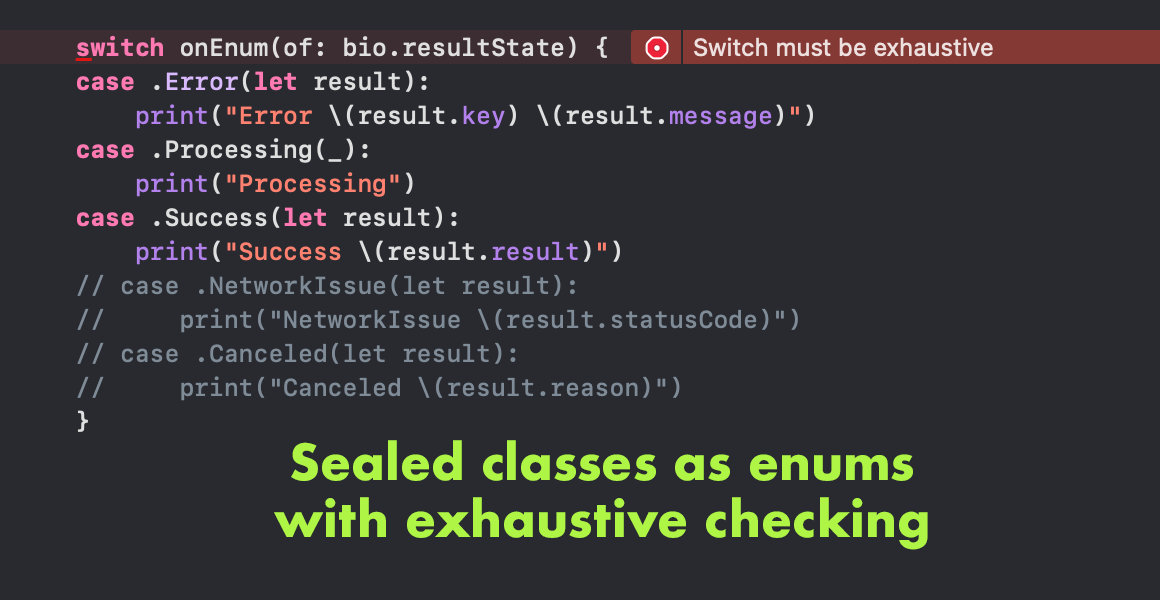 switch onEnum(of: bio.resultState) { Switch must be exhaustive
case .Error(let result):
    print("Error \(result.key) \(result.message)")
case .Processing(_):
    print("Processing")
case .Success(let result):
    print("Success \(result.result)")
// case .NetworkIssue(let result):
//     print("NetworkIssue \(result.statusCode)")
// case .Canceled(let result):
//     print("Canceled \(result.reason)")
}
Sealed classes as enums
with exhaustive checking